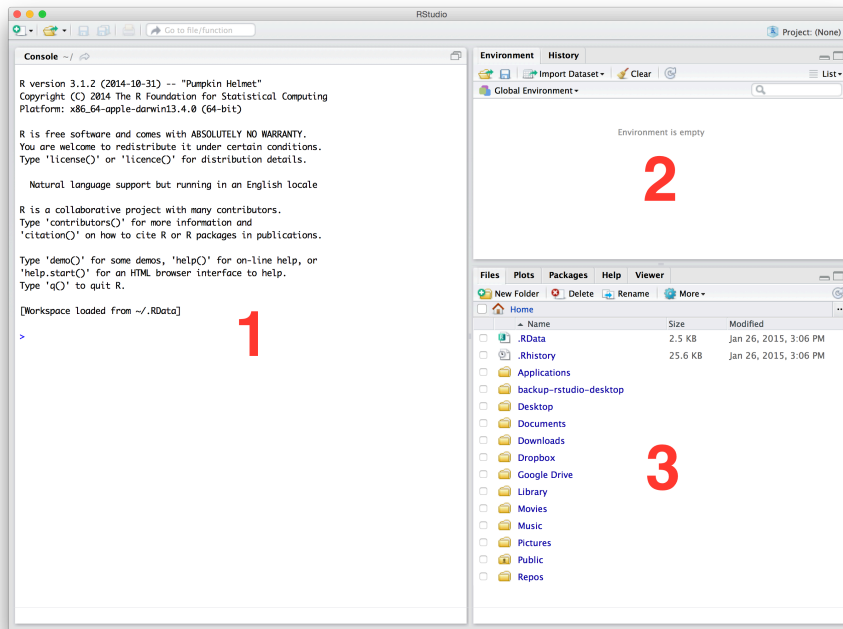 RStudio
Go to file/function
Project: (None)
Console ~/
R version 3.1.2 (2014-10-31) -- "Pumpkin Helmet"
Copyright (C) 2014 The R Foundation for Statistical Computing
Platform: x86_64-apple-darwin13.4.0 (64-bit)
R is free software and comes with ABSOLUTELY NO WARRANTY.
You are welcome to redistribute it under certain conditions.
Type 'license()' or 'licence()' for distribution details.
Natural language support but running in an English locale
R is a collaborative project with many contributors.
Type 'contributors()' for more information and
'citation()' on how to cite R or R packages in publications.
Type 'demo()' for some demos, 'help()' for on-line help, or
'help.start()' for an HTML browser interface to help.
Type 'q()' to quit R.
[Workspace loaded from ~/.RData]
>
1
Environment History
Import Dataset Clear List
Global Environment
Environment is empty
2
Files Plots Packages Help Viewer
New Folder Delete Rename More
Home
Name Size Modified
.RData 2.5 KB Jan 26, 2015, 3:06 PM
.Rhistory 25.6 KB Jan 26, 2015, 3:06 PM
Applications
backup-rstudio-desktop
Desktop
Documents
Downloads
Dropbox
Google Drive
Library
Movies
Music
Pictures
Public
Repos
3